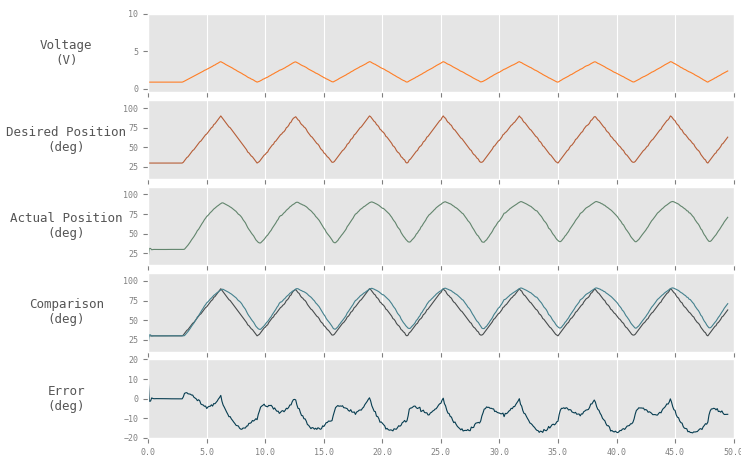 10
Voltage
(V)
5
0
100
Desired Position
(deg)
75
50
25
100
Actual Position
(deg)
75
50
25
100
Comparison
(deg)
75
50
25
20
10
Error
(deg)
0
−10
−20
0.0 5.0 10.0 15.0 20.0 25.0 30.0 35.0 40.0 45.0 50.0